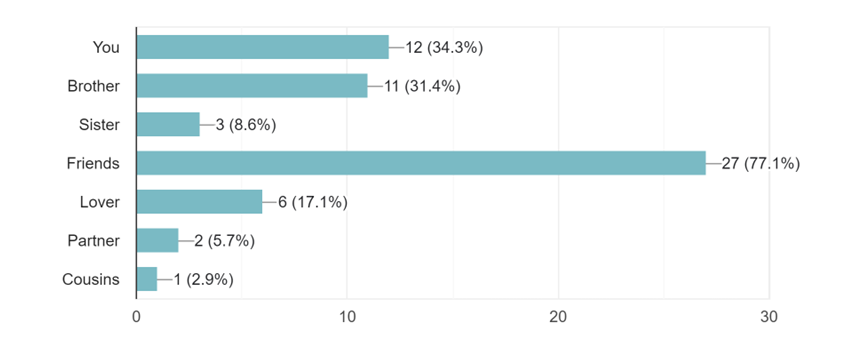 You 12 (34.3%)
Brother 11 (31.4%)
Sister 3 (8.6%)
Friends 27 (77.1%)
Lover 6 (17.1%)
Partner 2 (5.7%)
Cousins 1 (2.9%)
0 10 20 30